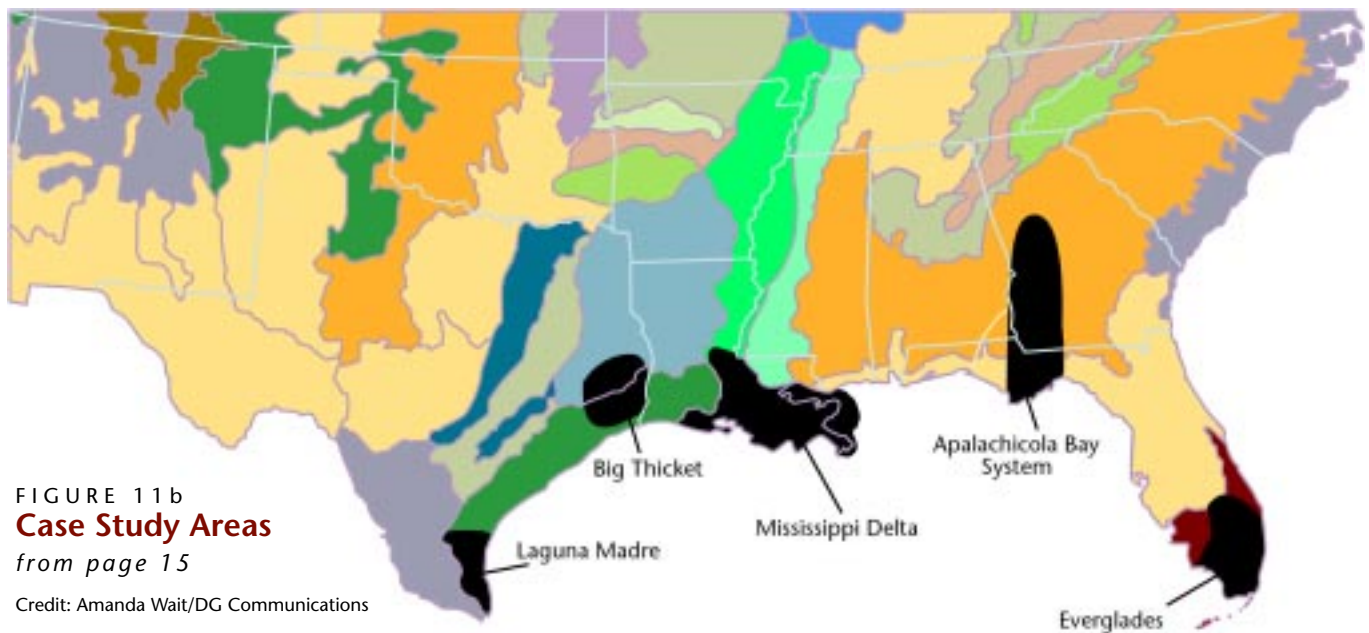 Big Thicket
Apalachicola Bay
System
Mississippi Delta
Laguna Madre
Everglades
FIGURE 11b
Case Study Areas
from page 15
Credit: Amanda Wait/DG Communications